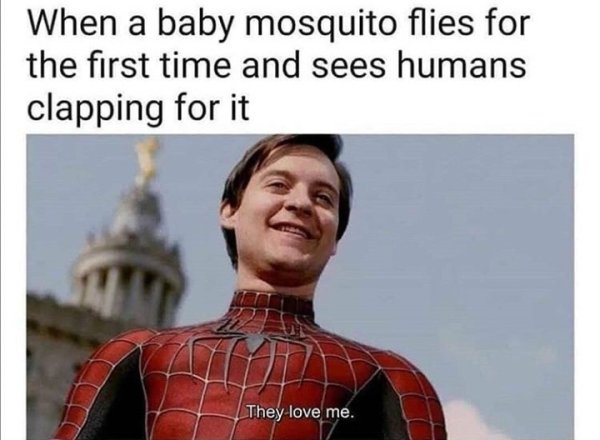 When a baby mosquito flies for
the first time and sees humans
clapping for it
They love me.